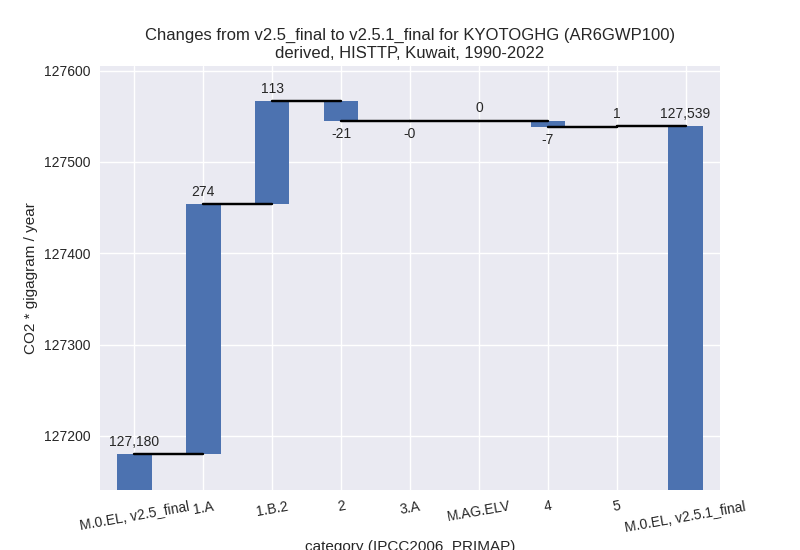 Changes from v2.5_final to v2.5.1_final for KYOTOGHG (AR6GWP100)
derived, HISTTP, Kuwait, 1990-2022
127600
127500
127400
127300
127200
CO2 * gigagram / year
127,180
274
113
-21
-0
0
-7
1
127,539
M.0.EL, v2.5_final
1.A
1.B.2
2
3.A
M.AG.ELV
4
5
M.0.EL, v2.5.1_final
category (IPCC2006_PRIMAP)